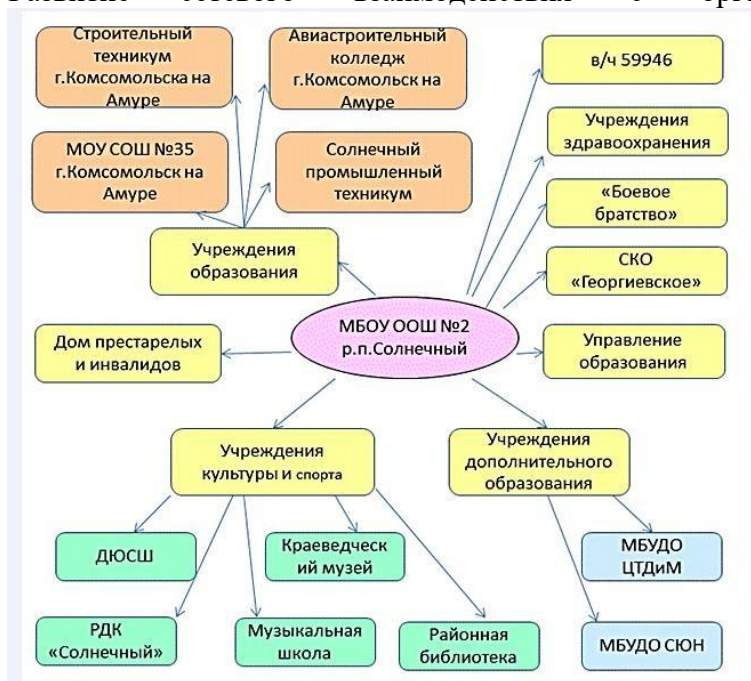 Строительный
техникум
г.Комсомольска на
Амуре
Авиастроительный
колледж
г.Комсомольск на
Амуре
в/ч 59946
МОУ СОШ №35
г.Комсомольск на
Амуре
Солнечный
промышленный
техникум
Учреждения
здравоохранения
«Боевое
братство»
Учреждения
образования
СКО
«Георгиевское»
МБОУ ООШ №2
р.п.Солнечный
Дом престарелых
и инвалидов
Управление
образования
Учреждения
культуры и спорта
Учреждения
дополнительного
образования
ДЮСШ
Краеведческ
ий музей
МБУДО
ЦТДиМ
РДК
«Солнечный»
Музыкальная
школа
Районная
библиотека
МБУДО СЮН